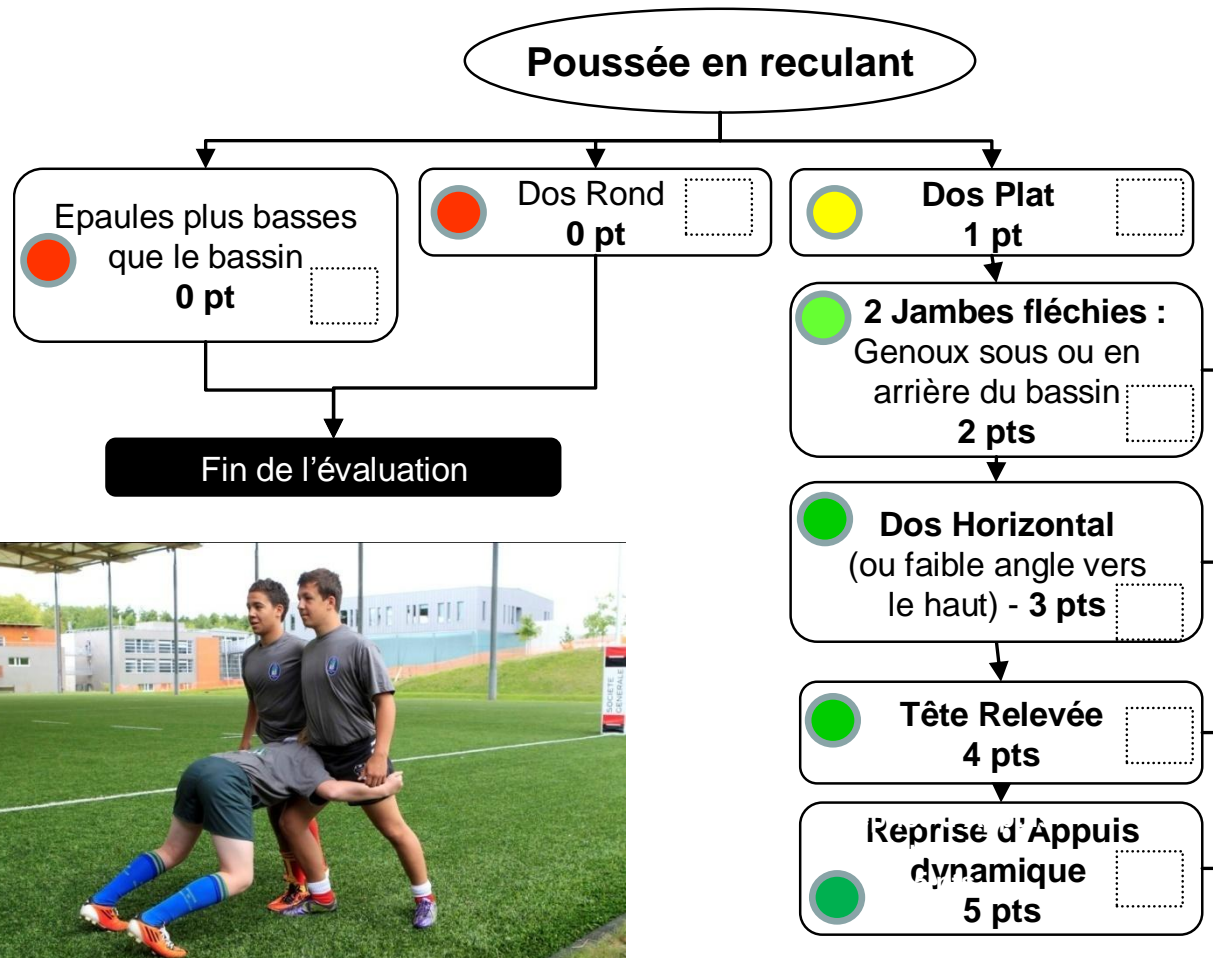 Poussée en reculant
Epaules plus basses
que le bassin
0 pt
Dos Rond
0 pt
Dos Plat
1 pt
2 Jambes fléchies :
Genoux sous ou en
arrière du bassin
2 pts
Dos Horizontal
(ou faible angle vers
le haut) - 3 pts
Tête Relevée
4 pts
Reprise d'Appuis
dynamique
5 pts
Fin de l'évaluation
SOCIETE
GENERALE